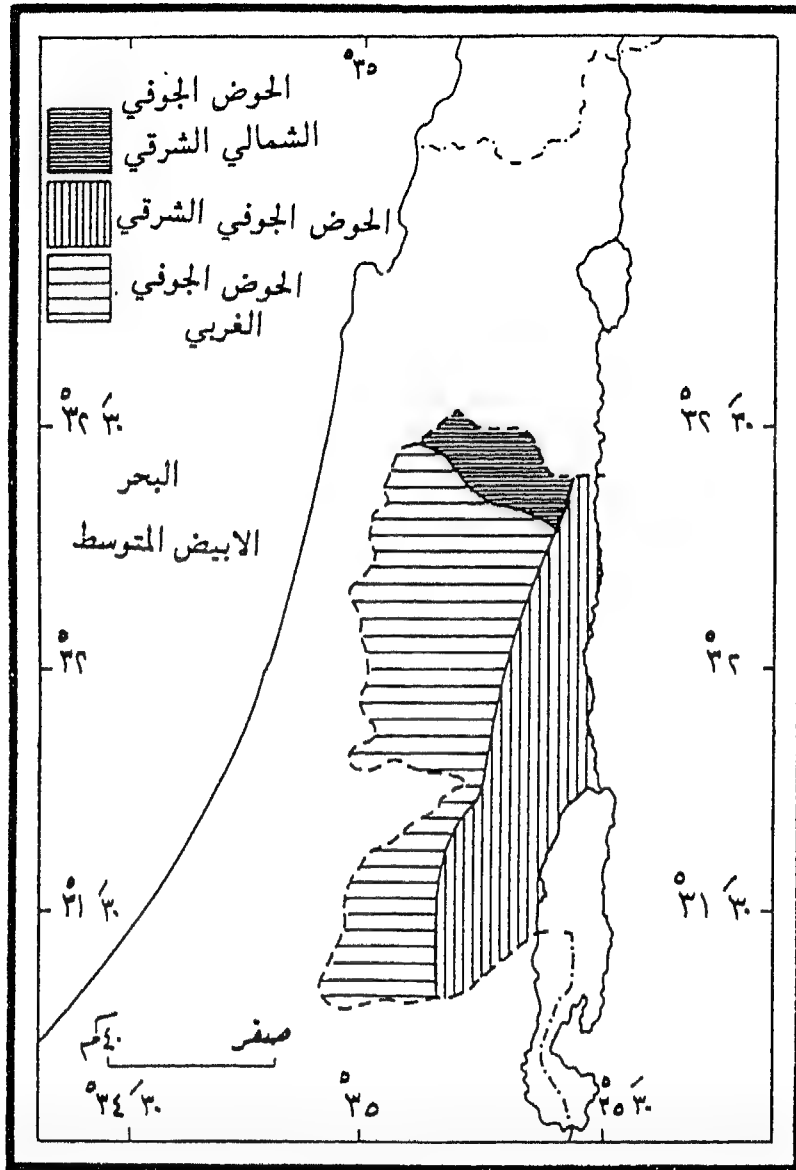 °٣٥
الحوض الجوفي
الشمالي الشرقي
الحوض الجوفي الشرقي
الحوض الجوفي
الغربي
°٣٢ ′٣٠
°٣٢ ′٣٠
البحر
الابيض المتوسط
°٣٢
°٣٢
°٣١ ′٣٠
°٣١ ′٣٠
صفر
٤٠كم
°٣٤ ′٣٠
°٣٥
°٣٥ ′٣٠